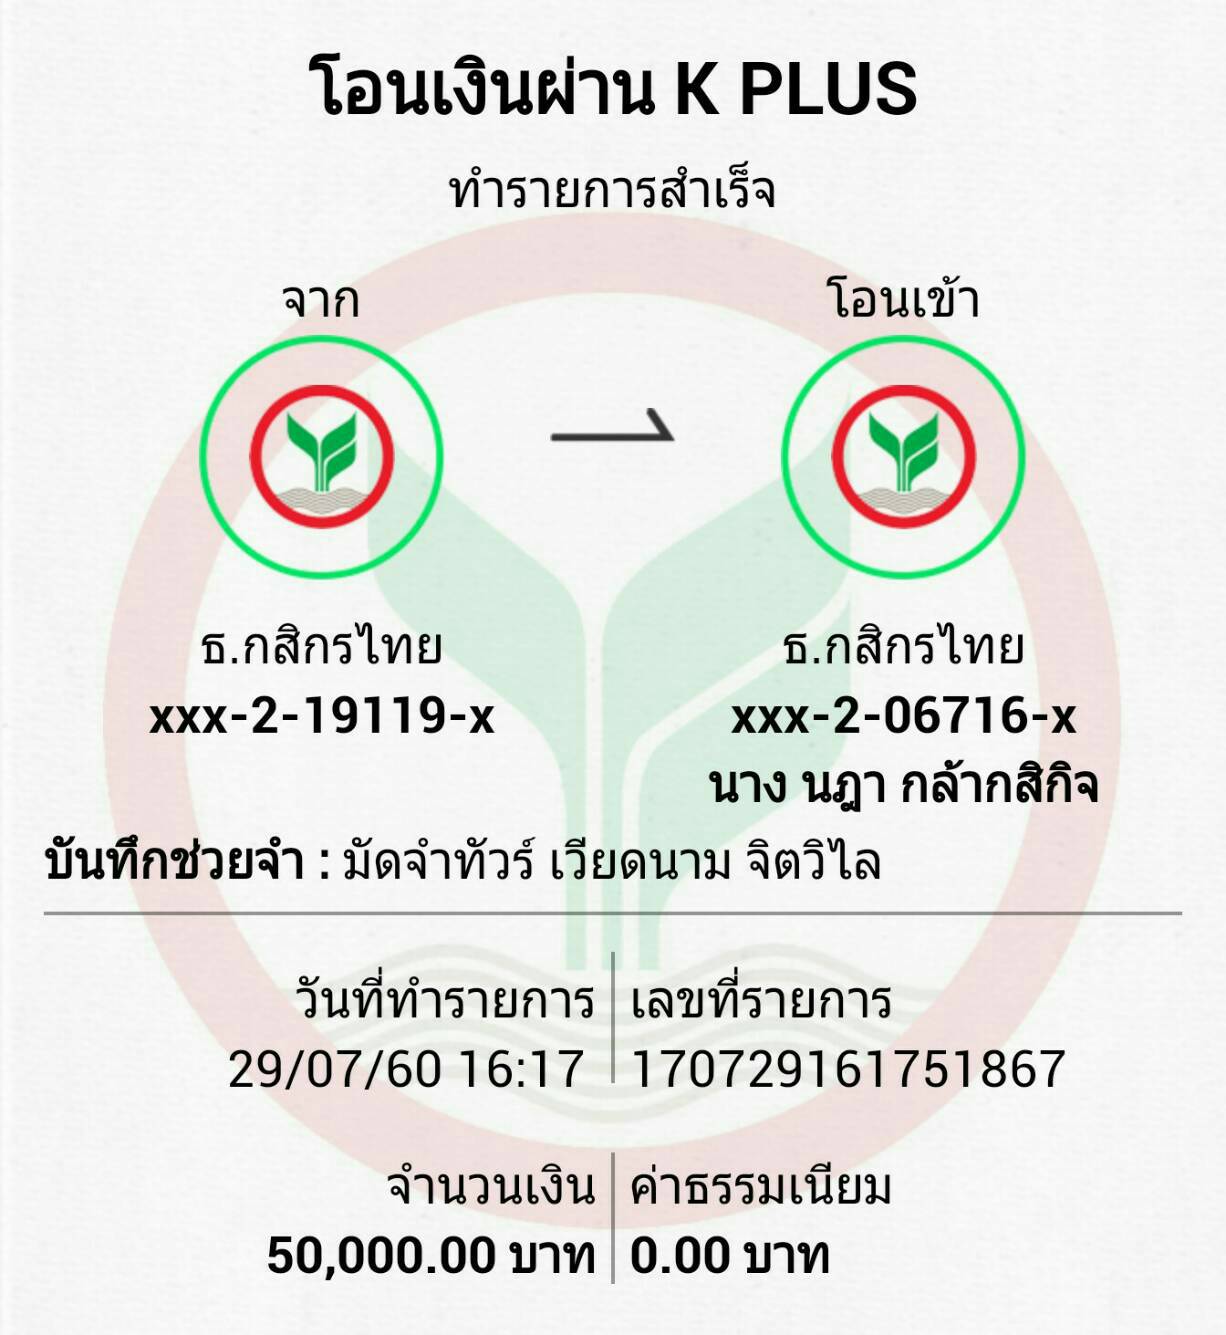 โอนเงินผ่าน K PLUS
ทำรายการสำเร็จ
จาก
โอนเข้า
ธ.กสิกรไทย
xxx-2-19119-x
ธ.กสิกรไทย
xxx-2-06716-x
นาง นฎา กล้ากสิกิจ
บันทึกช่วยจำ : มัดจำทัวร์ เวียดนาม จิตวิไล
วันที่ทำรายการ
29/07/60 16:17
เลขที่รายการ
170729161751867
จำนวนเงิน
50,000.00 บาท
ค่าธรรมเนียม
0.00 บาท